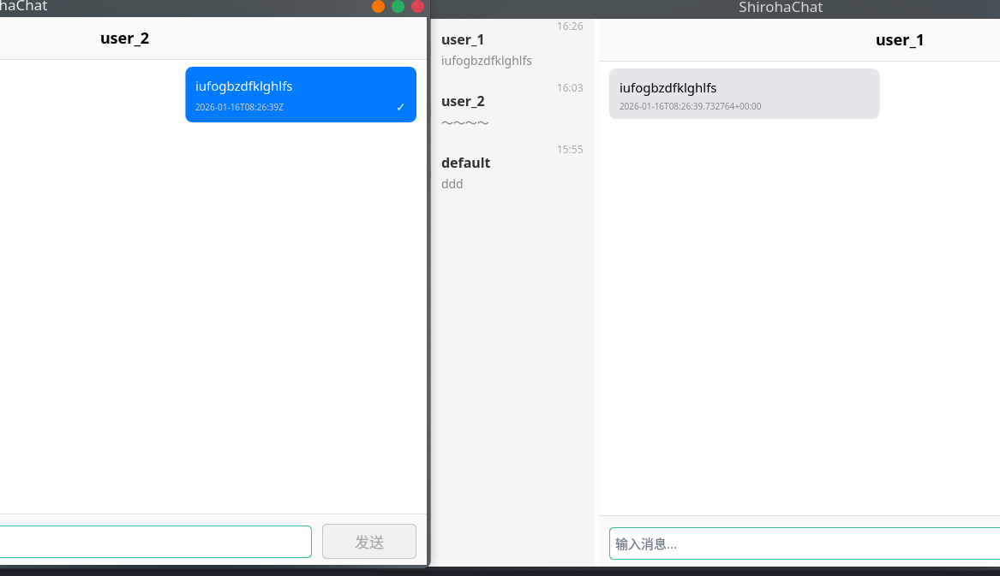 haChat
user_2
iufogbzdfklghlfs
2026-01-16T08:26:39Z
✓
发送
ShirohaChat
16:26
user_1
iufogbzdfklghlfs
16:03
user_2
～～～～
15:55
default
ddd
user_1
iufogbzdfklghlfs
2026-01-16T08:26:39.732764+00:00
输入消息...